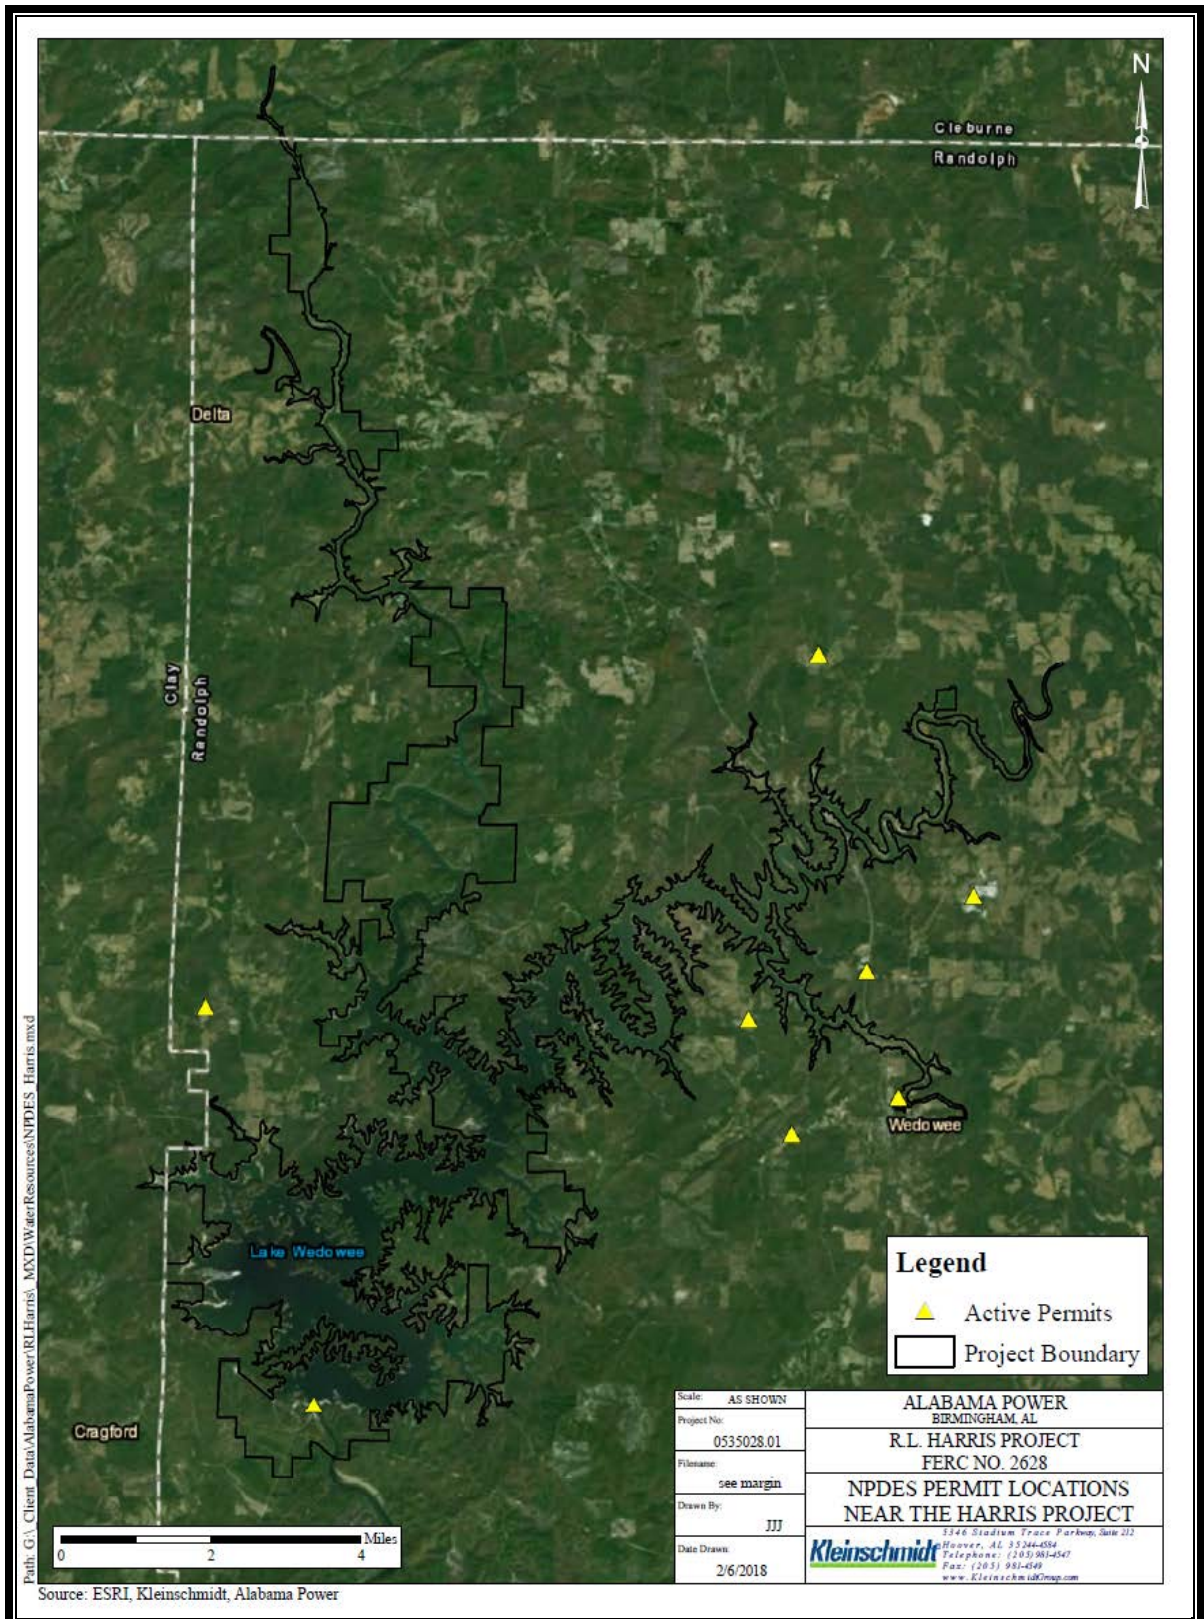 N
Cleburne
Randolph
Delta
Clay
Randolph
Wedowee
Lake Wedowee
Cragford
Legend
Active Permits
Project Boundary
Miles
0 2 4
Scale: AS SHOWN
Project No:
0535028.01
Filename:
see margin
Drawn By:
JJJ
Date Drawn:
2/6/2018
ALABAMA POWER
BIRMINGHAM, AL
R.L. HARRIS PROJECT
FERC NO. 2628
NPDES PERMIT LOCATIONS
NEAR THE HARRIS PROJECT
Kleinschmidt
5346 Stadium Trace Parkway, Suite 212
Hoover, AL 35244-4584
Telephone: (205) 981-4547
Fax: (205) 981-4549
www.KleinschmidtGroup.com
Path: G:\_Client_Data\AlabamaPower\RLHarris\_MXD\WaterResources\NPDES_Harris.mxd
Source: ESRI, Kleinschmidt, Alabama Power